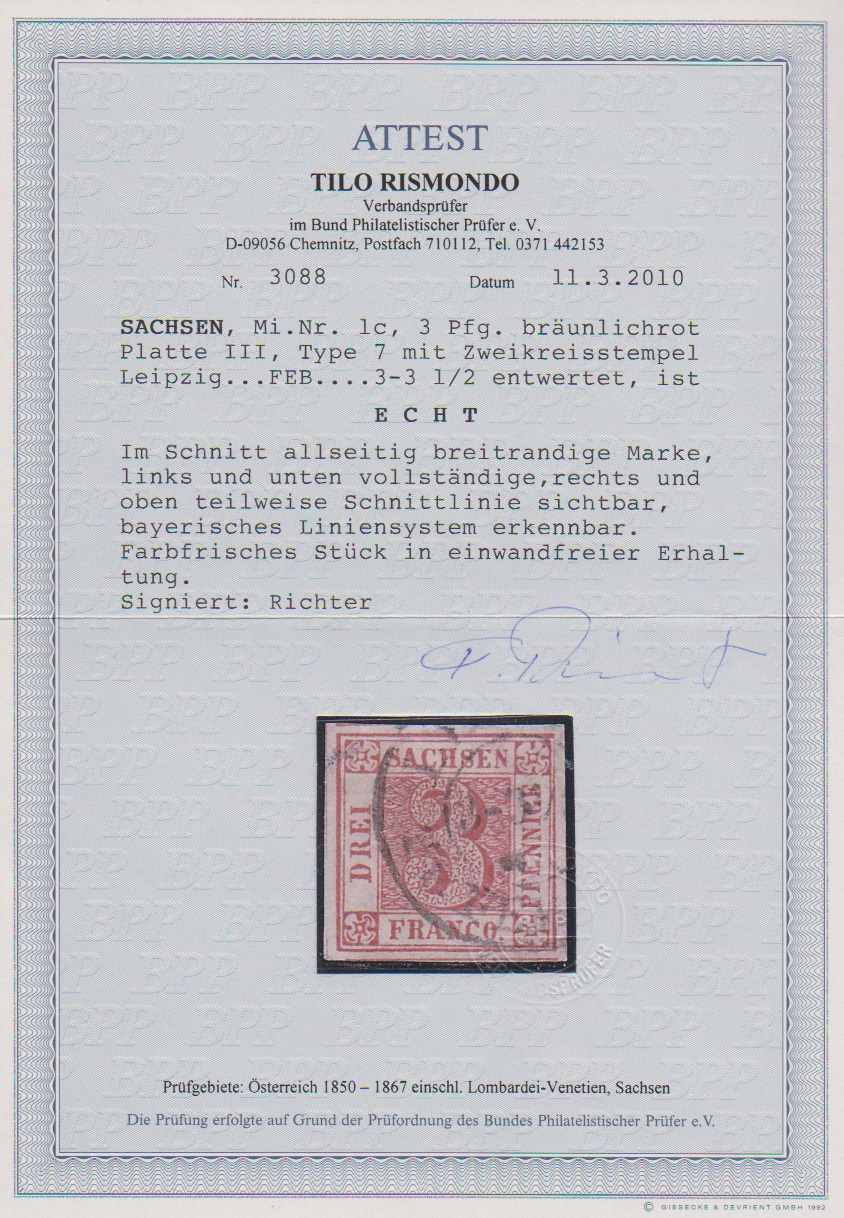 ATTEST
TILO RISMONDO
Verbandsprüfer
im Bund Philatelistischer Prüfer e. V.
D-09056 Chemnitz, Postfach 710112, Tel. 0371 442153
Nr. 3088 Datum 11.3.2010
SACHSEN, Mi.Nr. 1c, 3 Pfg. bräunlichrot
Platte III, Type 7 mit Zweikreisstempel
Leipzig...FEB....3-3 1/2 entwertet, ist
E C H T
Im Schnitt allseitig breitrandige Marke,
links und unten vollständige,rechts und
oben teilweise Schnittlinie sichtbar,
bayerisches Liniensystem erkennbar.
Farbfrisches Stück in einwandfreier Erhal-
tung.
Signiert: Richter
SACHSEN
DREI
3
PFENNIGE
FRANCO.
Prüfgebiete: Österreich 1850 – 1867 einschl. Lombardei-Venetien, Sachsen
Die Prüfung erfolgte auf Grund der Prüfordnung des Bundes Philatelistischer Prüfer e.V.
© GIESECKE & DEVRIENT GMBH 1992